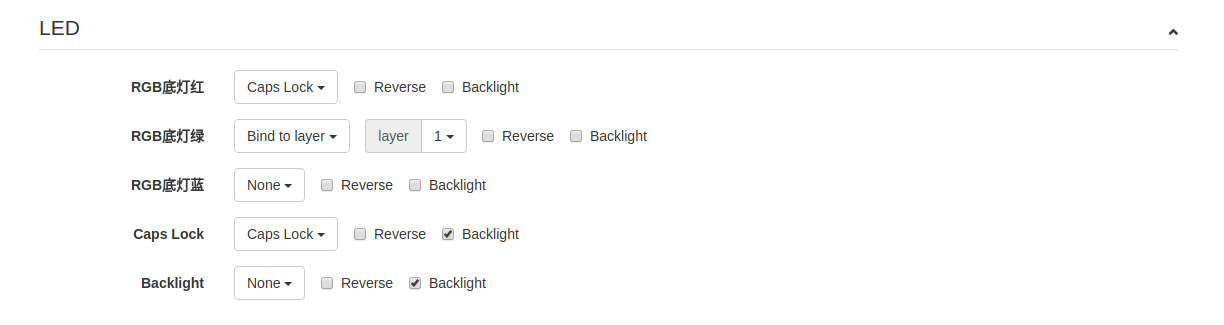 LED
RGB底灯红 Caps Lock Reverse Backlight
RGB底灯绿 Bind to layer layer 1 Reverse Backlight
RGB底灯蓝 None Reverse Backlight
Caps Lock Caps Lock Reverse Backlight
Backlight None Reverse Backlight